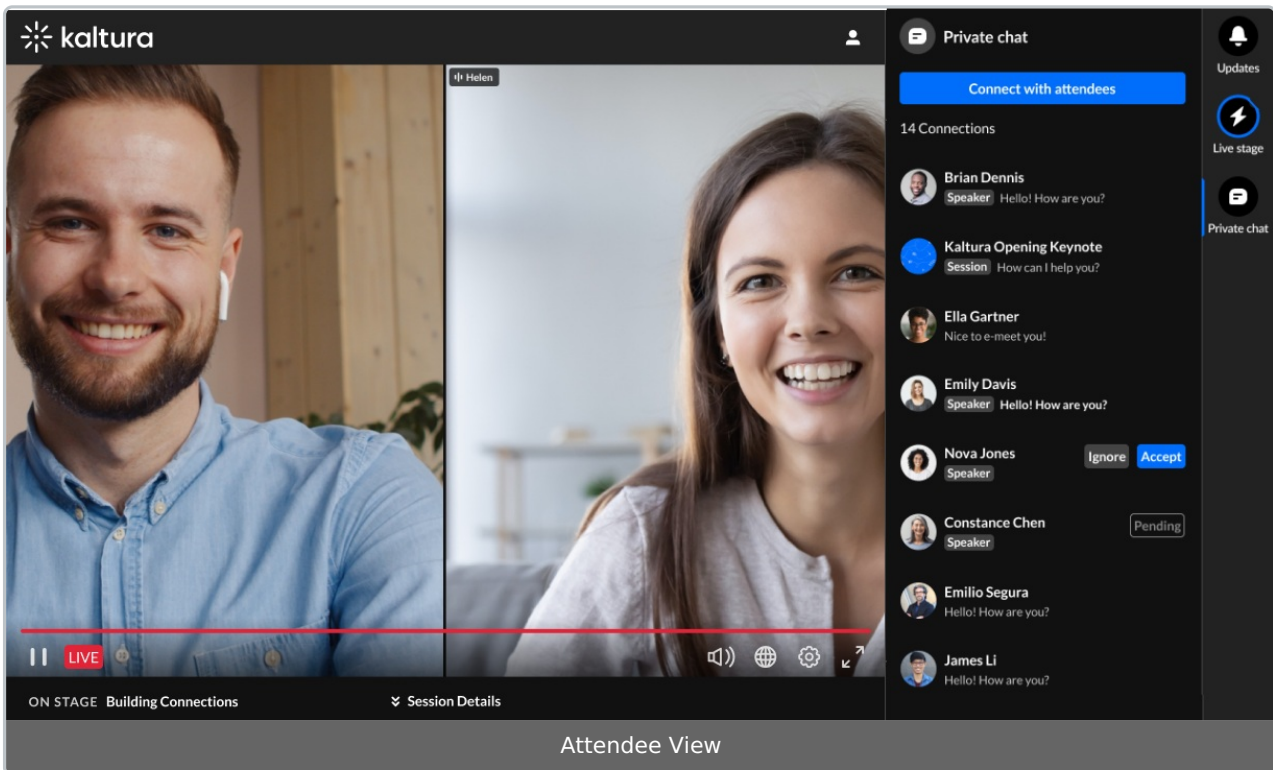 kaltura
Helen
LIVE
ON STAGE Building Connections
Session Details
Private chat
Connect with attendees
14 Connections
Brian Dennis
Speaker Hello! How are you?
Kaltura Opening Keynote
Session How can I help you?
Ella Gartner
Nice to e-meet you!
Emily Davis
Speaker Hello! How are you?
Nova Jones
Speaker
Ignore Accept
Constance Chen
Speaker
Pending
Emilio Segura
Hello! How are you?
James Li
Hello! How are you?
Updates
Live stage
Private chat
Attendee View